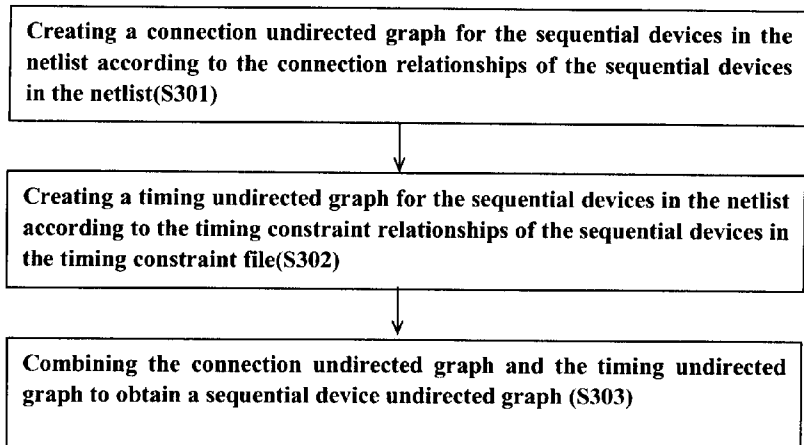 Creating a connection undirected graph for the sequential devices in the
netlist according to the connection relationships of the sequential devices
in the netlist(S301)
Creating a timing undirected graph for the sequential devices in the netlist
according to the timing constraint relationships of the sequential devices in
the timing constraint file(S302)
Combining the connection undirected graph and the timing undirected
graph to obtain a sequential device undirected graph (S303)